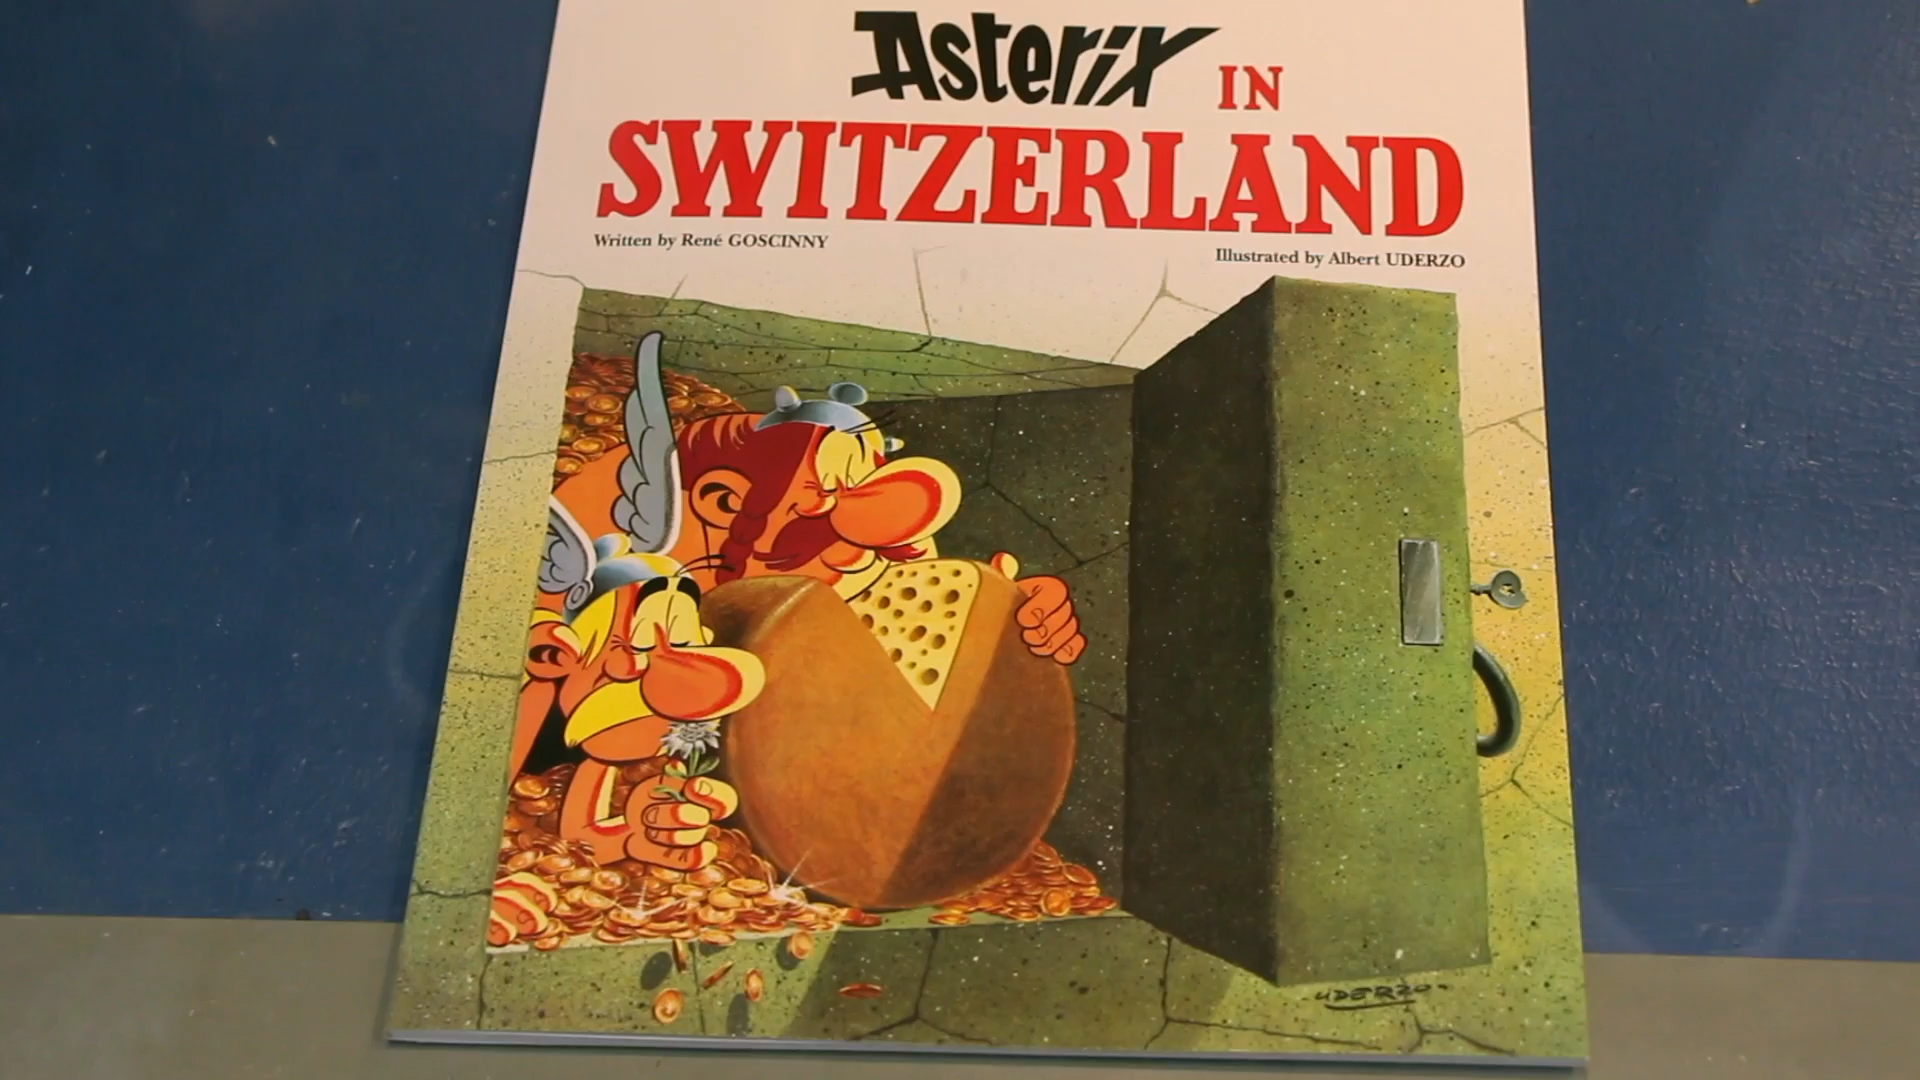 Asterix IN
SWITZERLAND
Written by René GOSCINNY
Illustrated by Albert UDERZO
UDERZO